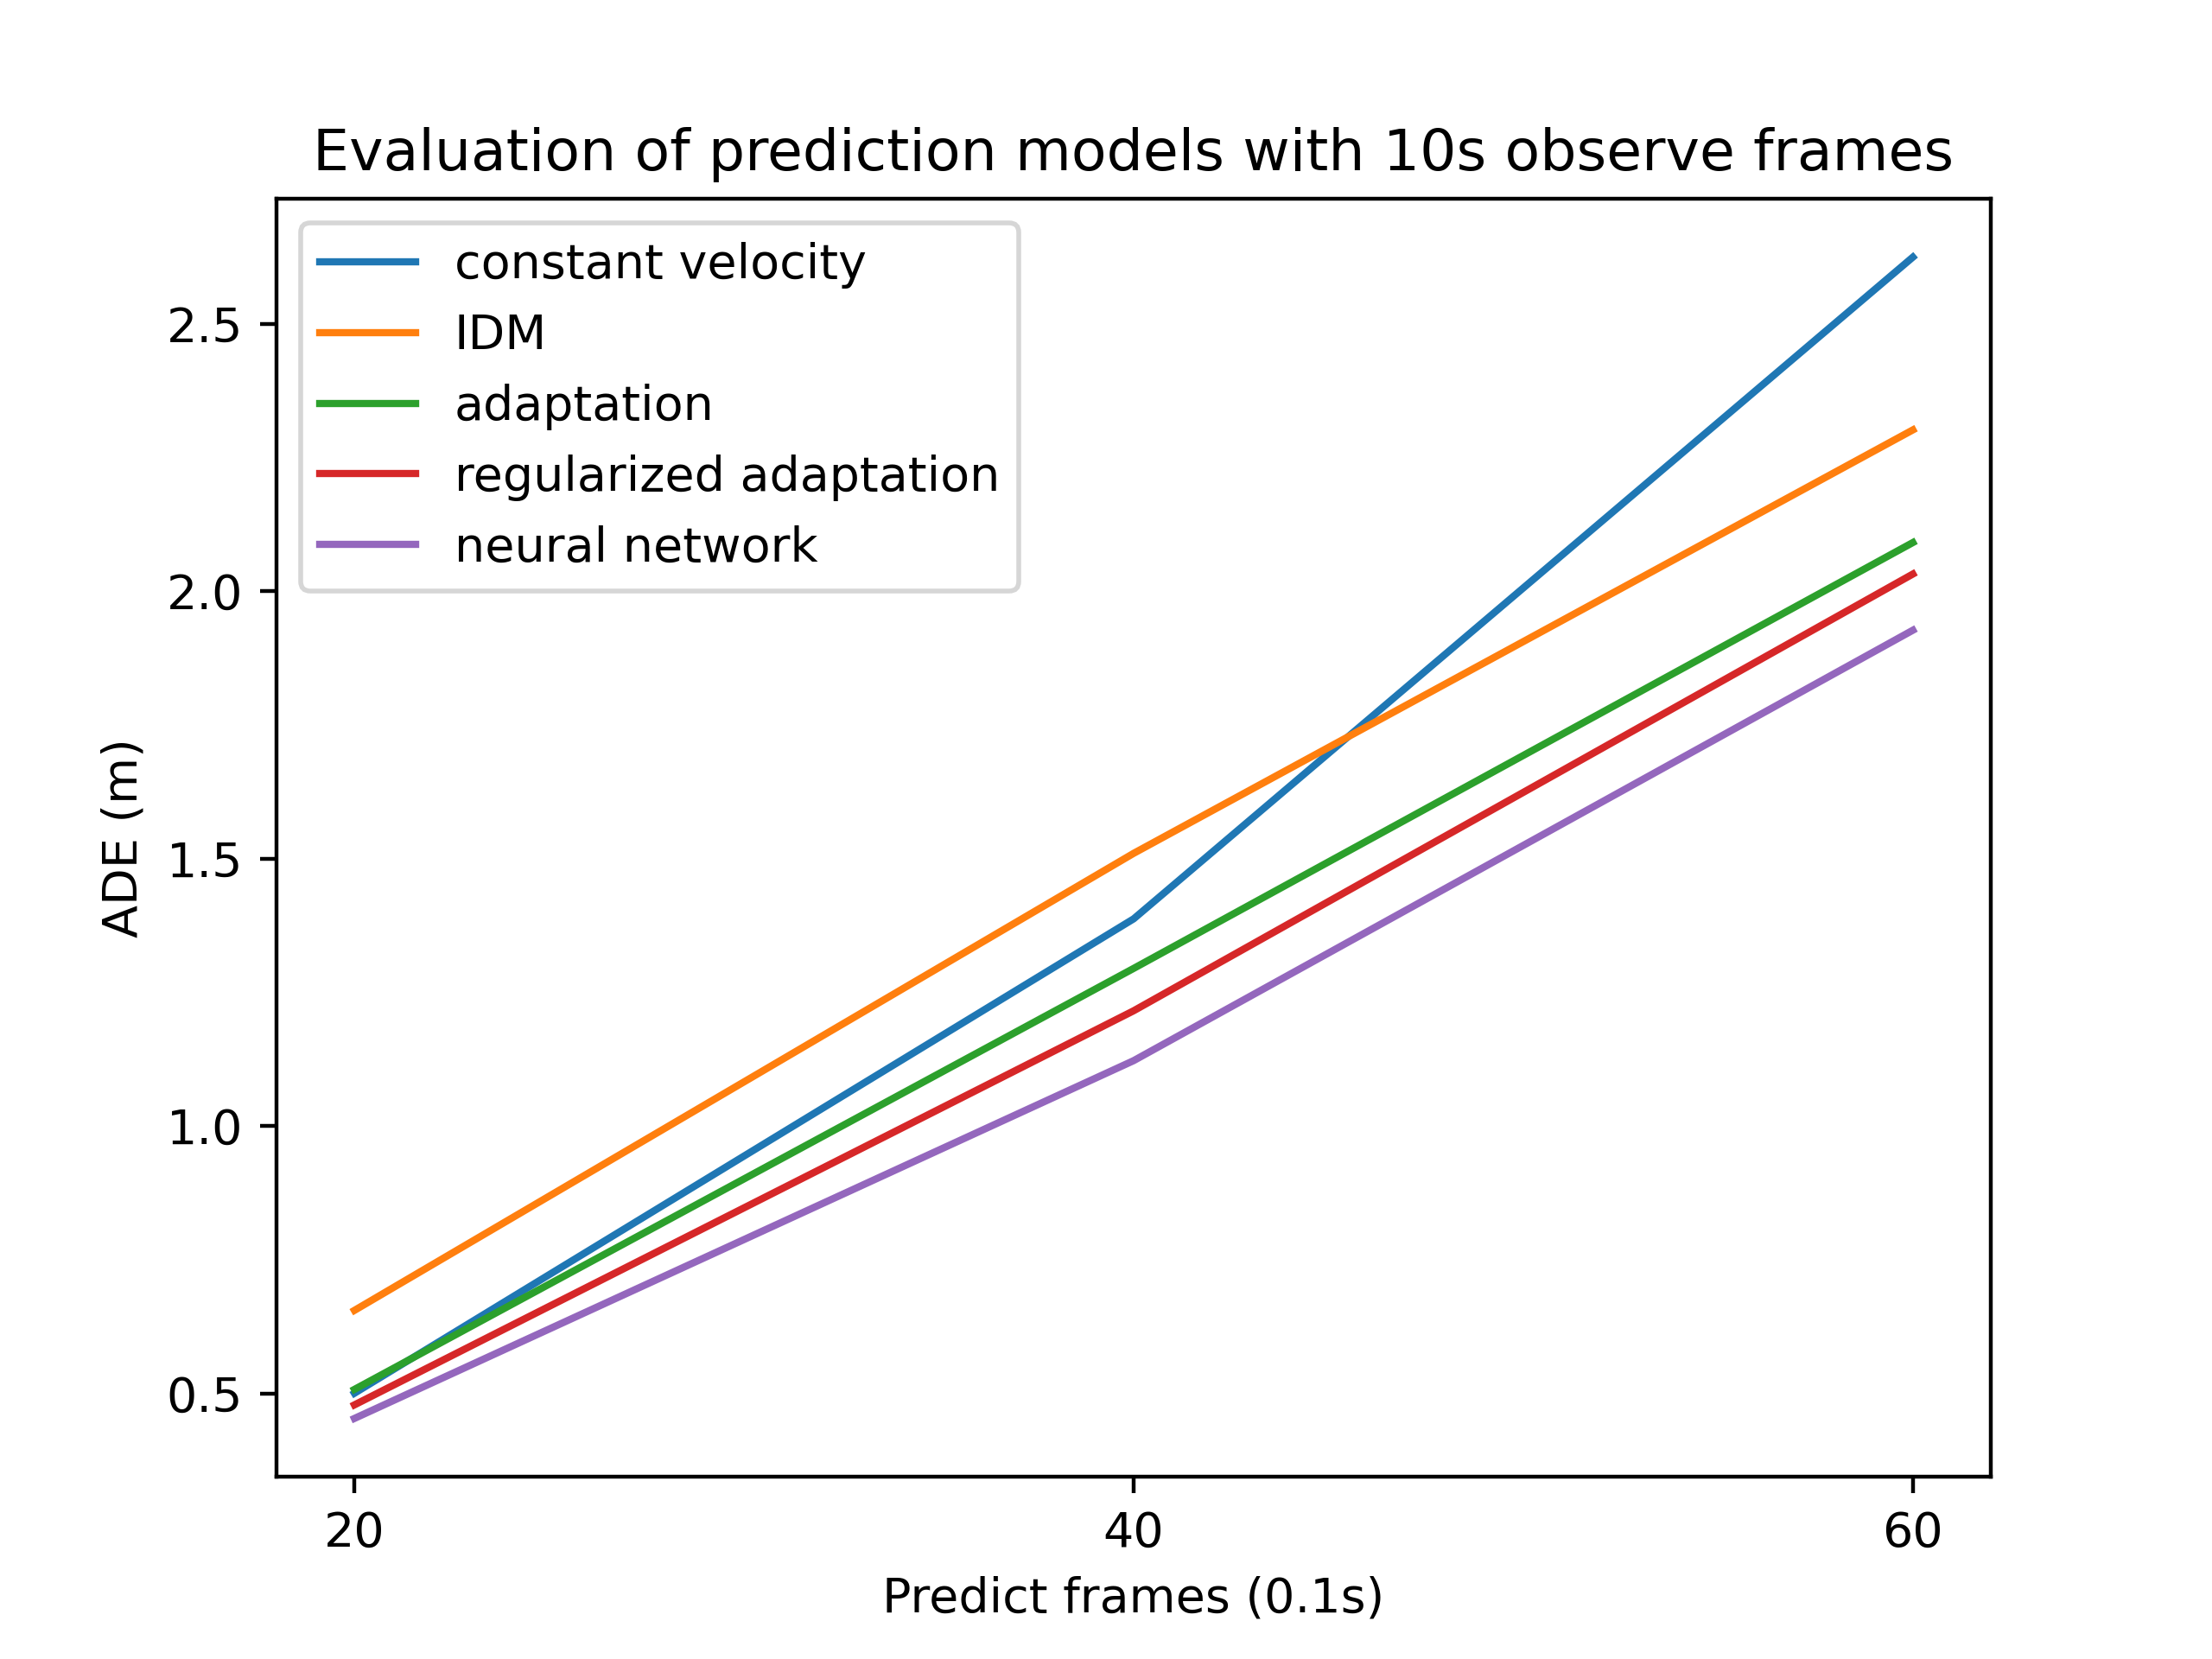 Evaluation of prediction models with 10s observe frames
constant velocity
IDM
adaptation
regularized adaptation
neural network
2.5
2.0
1.5
1.0
0.5
ADE (m)
20 40 60
Predict frames (0.1s)